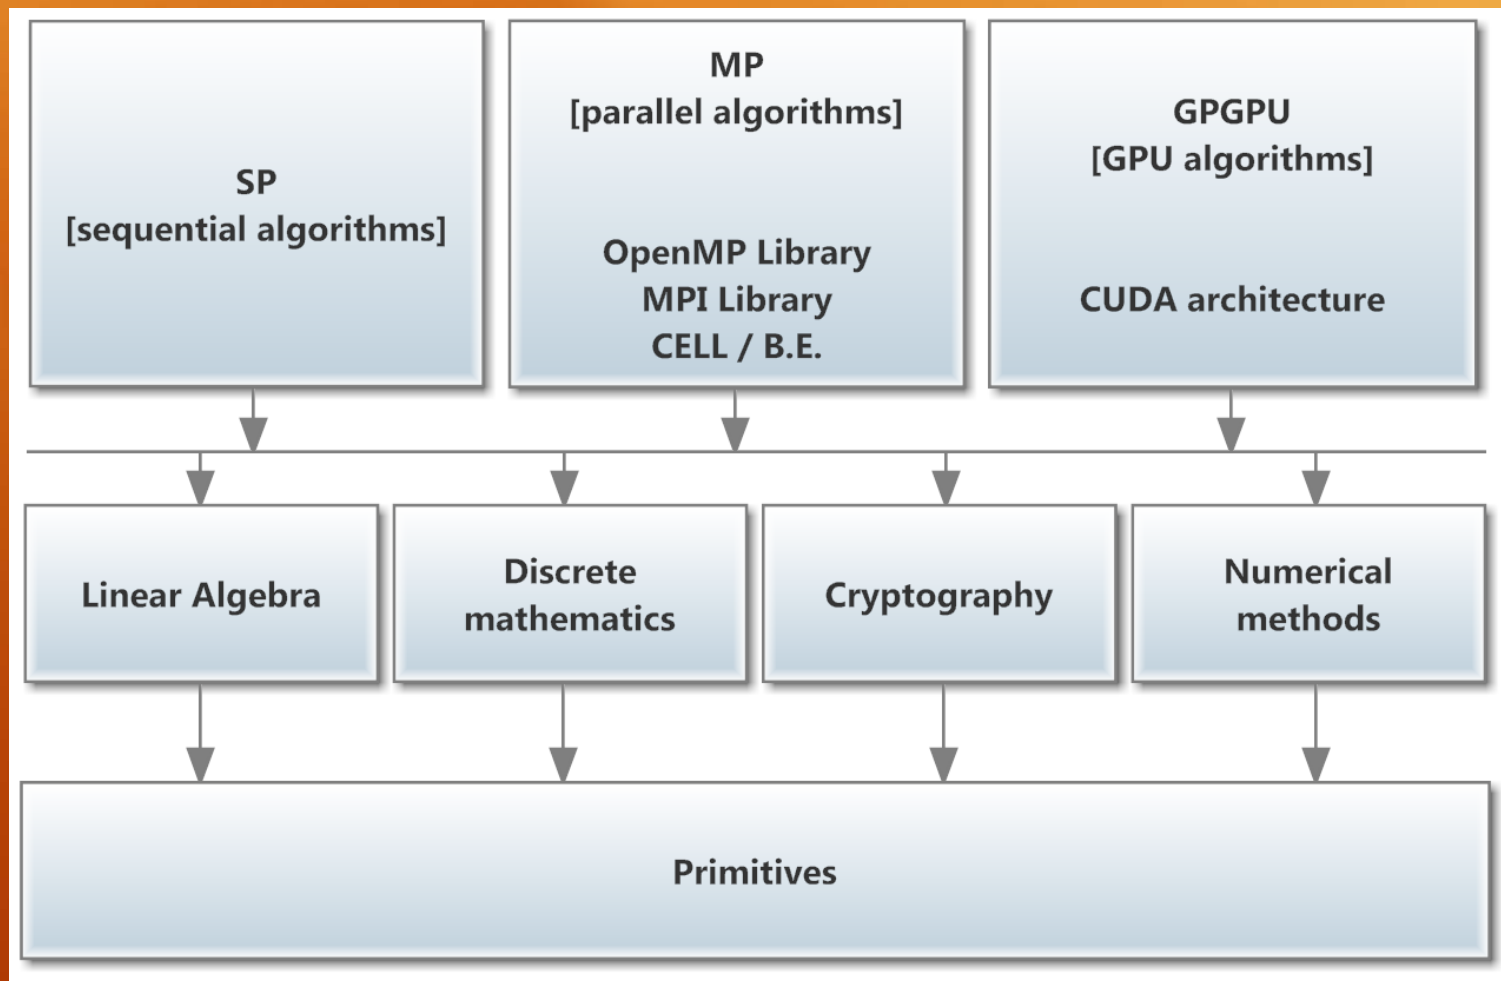 SP
[sequential algorithms]
MP
[parallel algorithms]
OpenMP Library
MPI Library
CELL / B.E.
GPGPU
[GPU algorithms]
CUDA architecture
Linear Algebra
Discrete
mathematics
Cryptography
Numerical
methods
Primitives